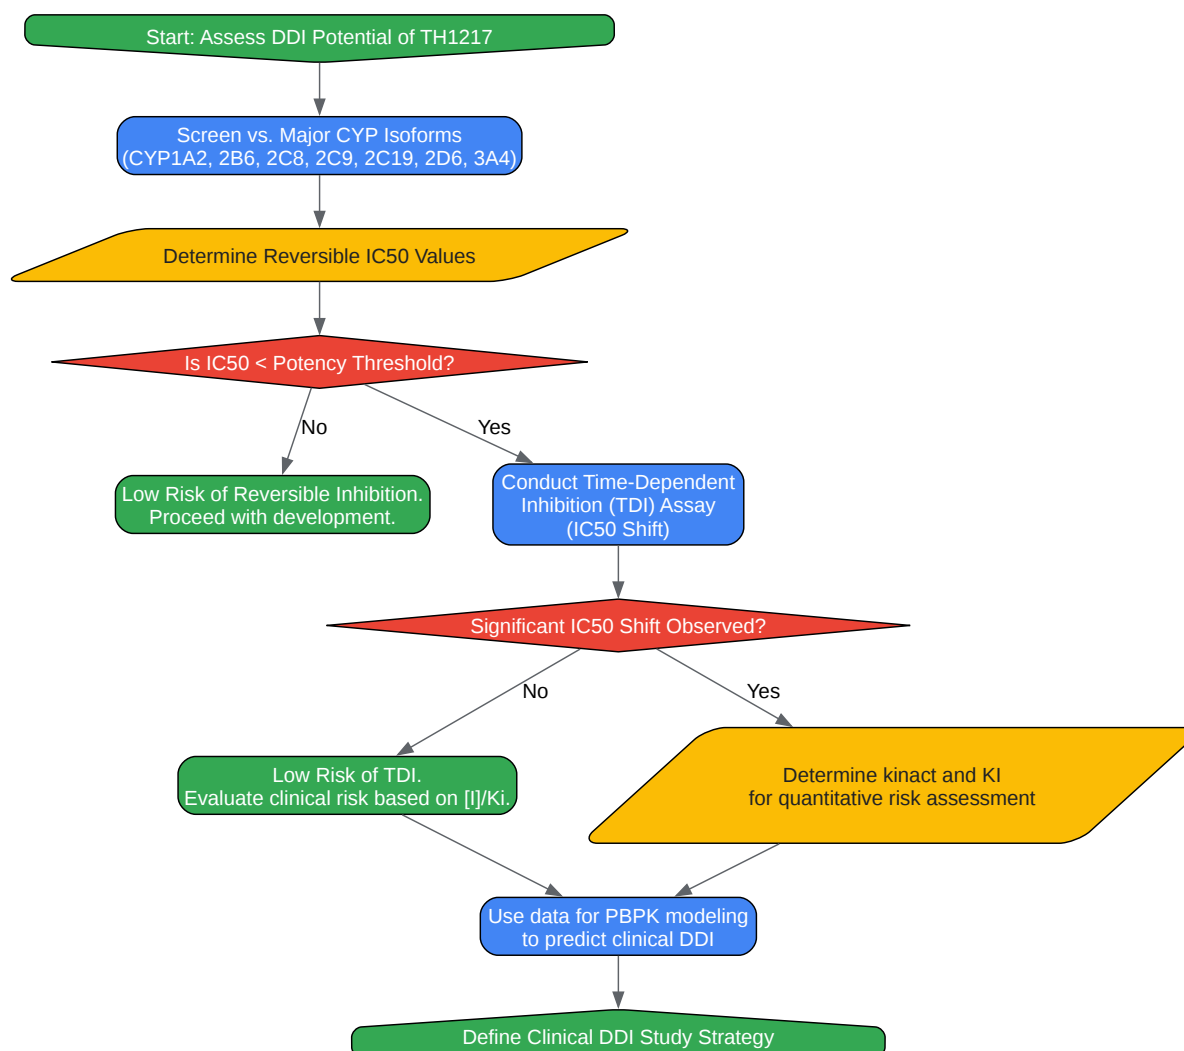 Start: Assess DDI Potential of TH1217
Screen vs. Major CYP Isoforms
(CYP1A2, 2B6, 2C8, 2C9, 2C19, 2D6, 3A4)
Determine Reversible IC50 Values
Is IC50 < Potency Threshold?
No
Yes
Low Risk of Reversible Inhibition.
Proceed with development.
Conduct Time-Dependent
Inhibition (TDI) Assay
(IC50 Shift)
Significant IC50 Shift Observed?
No
Yes
Low Risk of TDI.
Evaluate clinical risk based on [I]/Ki.
Determine kinact and KI
for quantitative risk assessment
Use data for PBPK modeling
to predict clinical DDI
Define Clinical DDI Study Strategy